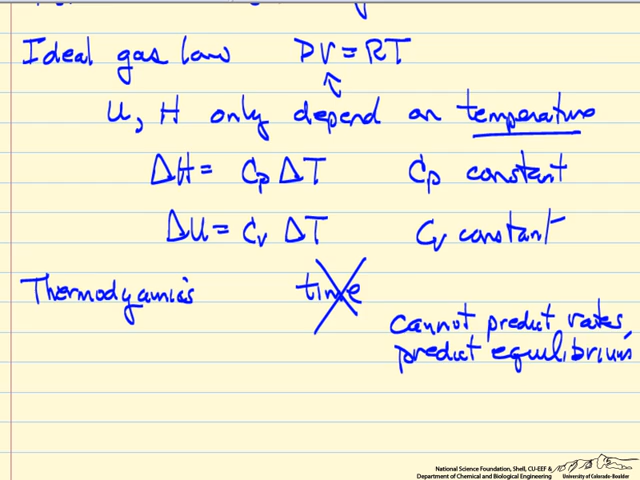 Ideal gas law PV = RT
U, H only depend on temperature
ΔH = Cp ΔT Cp constant
ΔU = Cv ΔT Cv constant
Thermodyamics time
cannot predict rates,
predict equilibrium
National Science Foundation, Shell, CU-EEF &
Department of Chemical and Biological Engineering
University of Colorado-Boulder